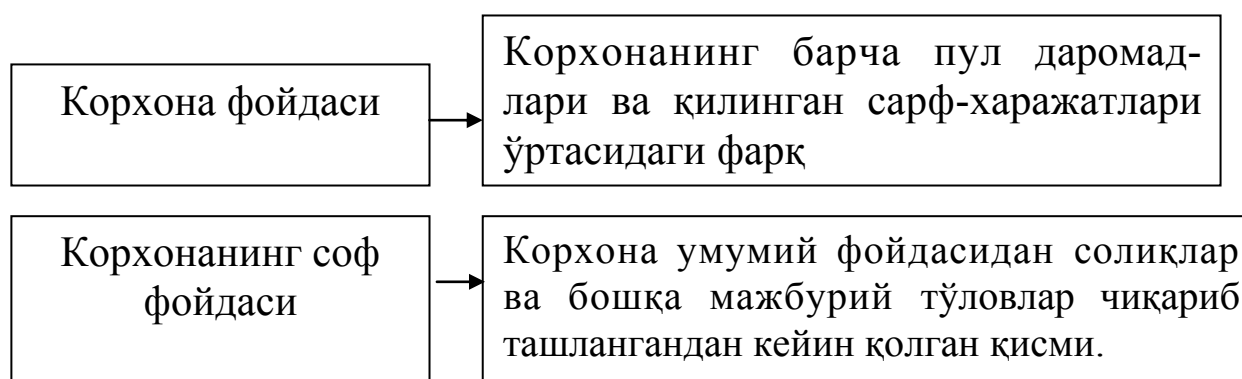 Корхона фойдаси
Корхонанинг барча пул даромад-
лари ва қилинган сарф-харажатлари
ўртасидаги фарқ
Корхонанинг соф
фойдаси
Корхона умумий фойдасидан солиқлар
ва бошқа мажбурий тўловлар чиқариб
ташлангандан кейин қолган қисми.